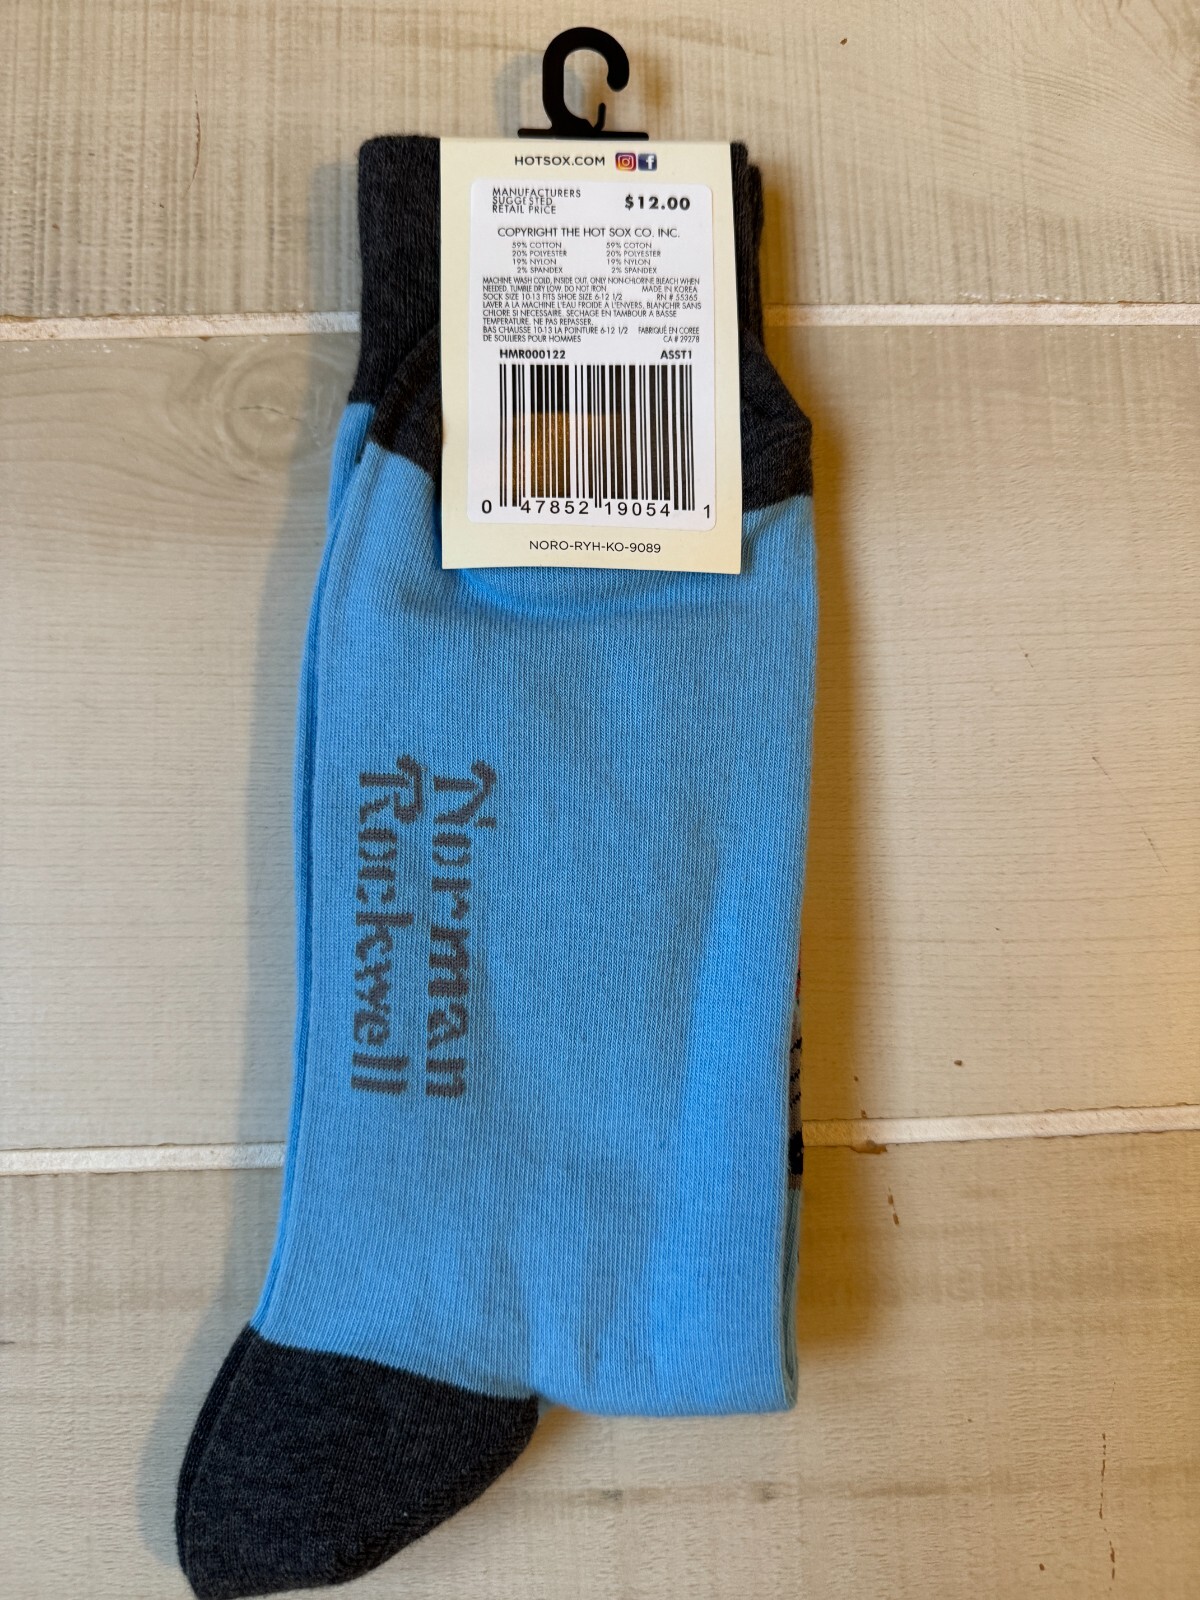 HOTSOX.COM
MANUFACTURERS
SUGGESTED
RETAIL PRICE
$12.00
COPYRIGHT THE HOT SOX CO. INC.
59% COTTON 59% COTON
20% POLYESTER 20% POLYESTER
19% NYLON 19% NYLON
2% SPANDEX 2% SPANDEX
MACHINE WASH COLD, INSIDE OUT, ONLY NON-CHLORINE BLEACH WHEN
NEEDED, TUMBLE DRY LOW, DO NOT IRON MADE IN KOREA
SOCK SIZE 10-13 FITS SHOE SIZE 6-12 1/2 RN # 55365
LAVER A LA MACHINE L'EAU FROIDE A L'ENVERS, BLANCHIR SANS
CHLORE SI NECESSAIRE, SECHAGE EN TAMBOUR A BASSE
TEMPERATURE, NE PAS REPASSER.
BAS CHAUSSE 10-13 LA POINTURE 6-12 1/2 FABRIQUÉ EN COREE
DE SOULIERS POUR HOMMES CA # 29278
HMR000122 ASST1
0 47852 19054 1
NORO-RYH-KO-9089
Norman
Rockwell